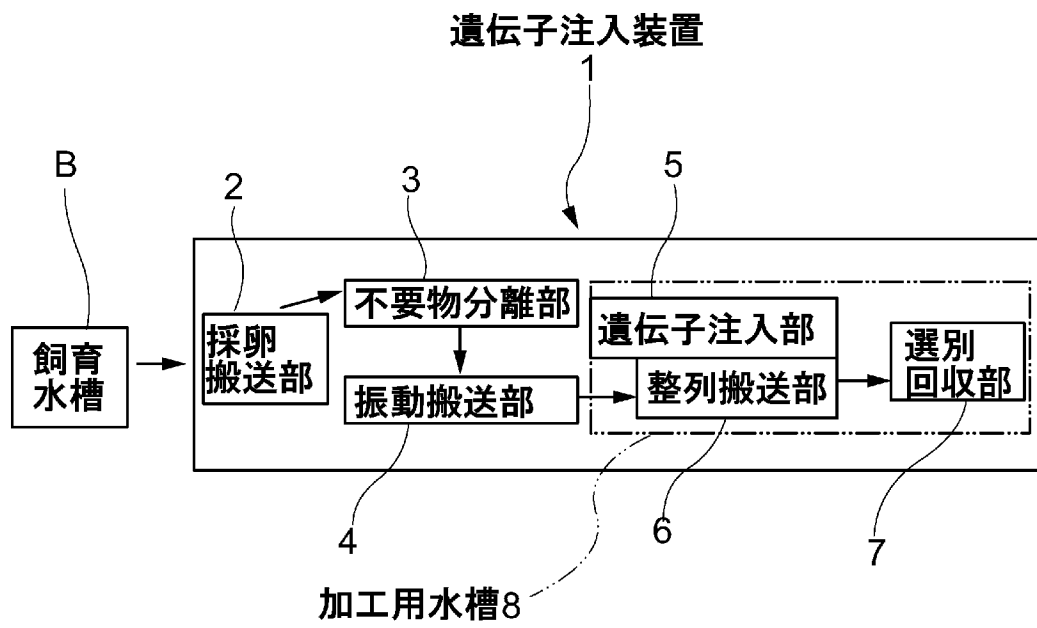 遺伝子注入装置
1
B
2
3
5
飼育
水槽
採卵
搬送部
不要物分離部
振動搬送部
遺伝子注入部
整列搬送部
選別
回収部
4
6
7
加工用水槽8